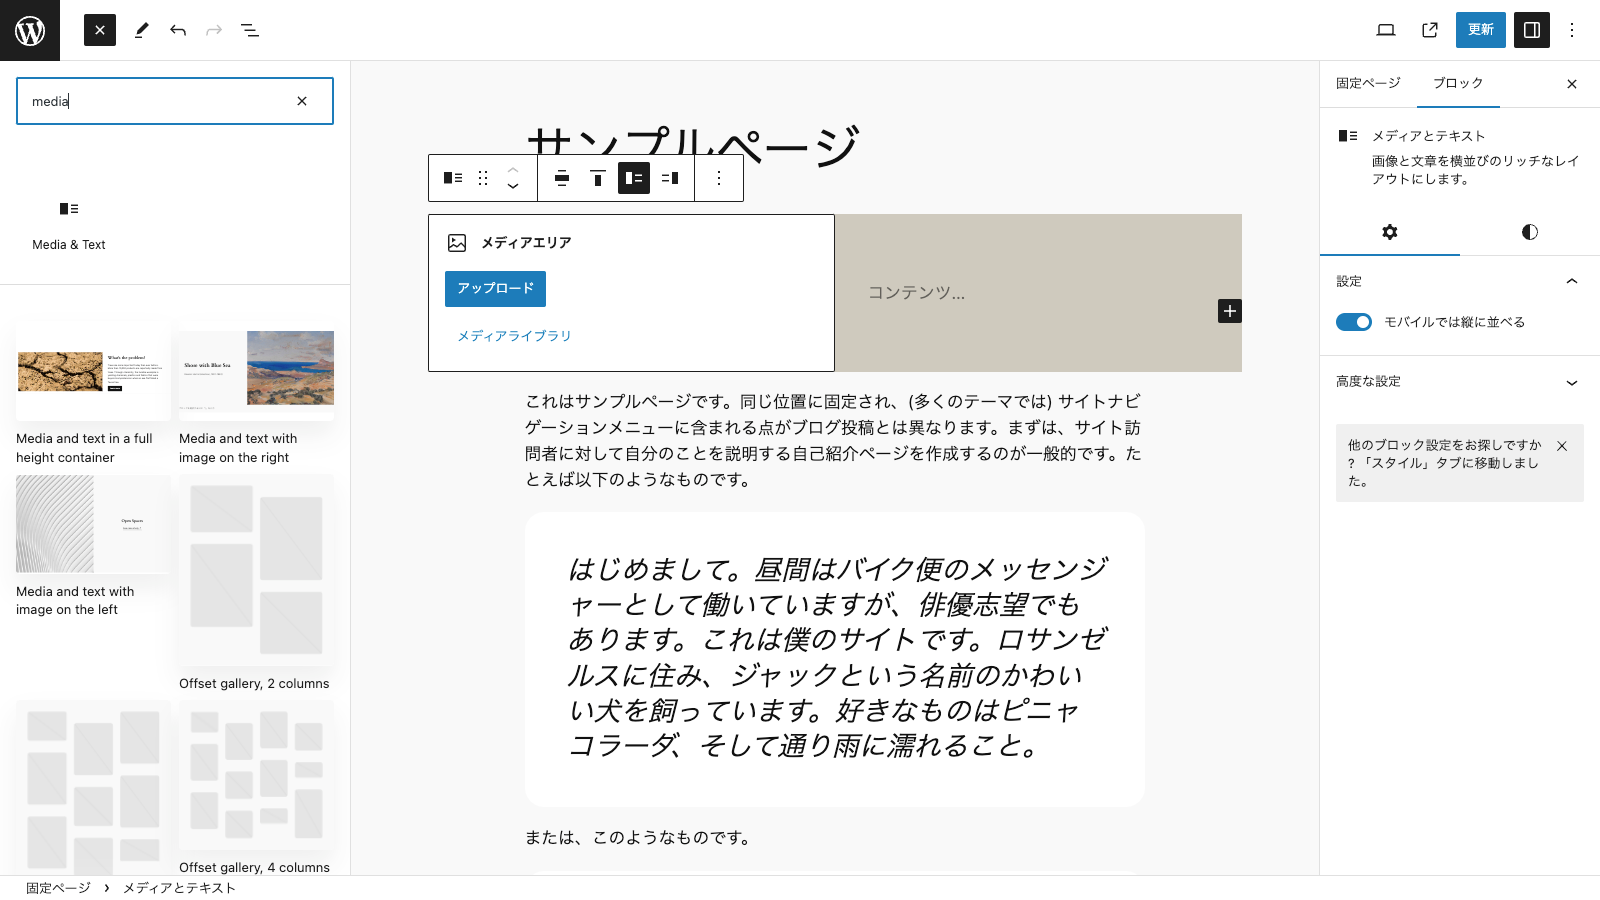 更新
media
Media & Text
What's the problem?
Shore with Blue Sea
Media and text in a full
height container
Media and text with
image on the right
Open Spaces
Media and text with
image on the left
Offset gallery, 2 columns
Offset gallery, 4 columns
サンプルページ
メディアエリア
アップロード
メディアライブラリ
コンテンツ...
これはサンプルページです。同じ位置に固定され、(多くのテーマでは) サイトナビ
ゲーションメニューに含まれる点がブログ投稿とは異なります。まずは、サイト訪
問者に対して自分のことを説明する自己紹介ページを作成するのが一般的です。た
とえば以下のようなものです。
はじめまして。昼間はバイク便のメッセンジ
ャーとして働いていますが、俳優志望でも
あります。これは僕のサイトです。ロサンゼ
ルスに住み、ジャックという名前のかわい
い犬を飼っています。好きなものはピニャ
コラーダ、そして通り雨に濡れること。
または、このようなものです。
固定ページ
ブロック
メディアとテキスト
画像と文章を横並びのリッチなレイ
アウトにします。
設定
モバイルでは縦に並べる
高度な設定
他のブロック設定をお探しですか
?「スタイル」タブに移動しまし
た。
固定ページ › メディアとテキスト